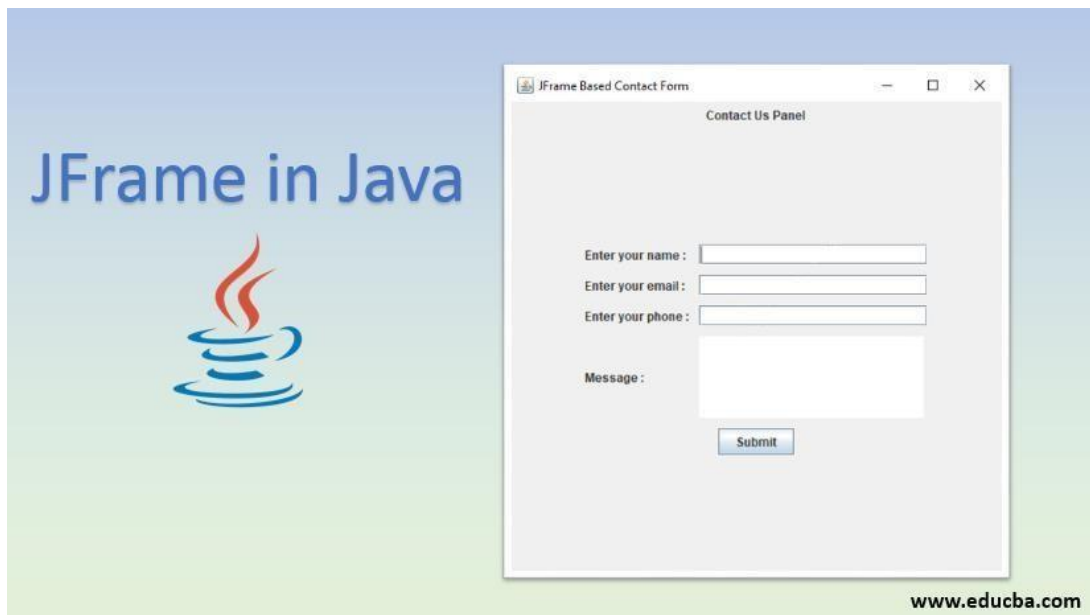 JFrame in Java
JFrame Based Contact Form
Contact Us Panel
Enter your name :
Enter your email :
Enter your phone :
Message :
Submit
www.educba.com